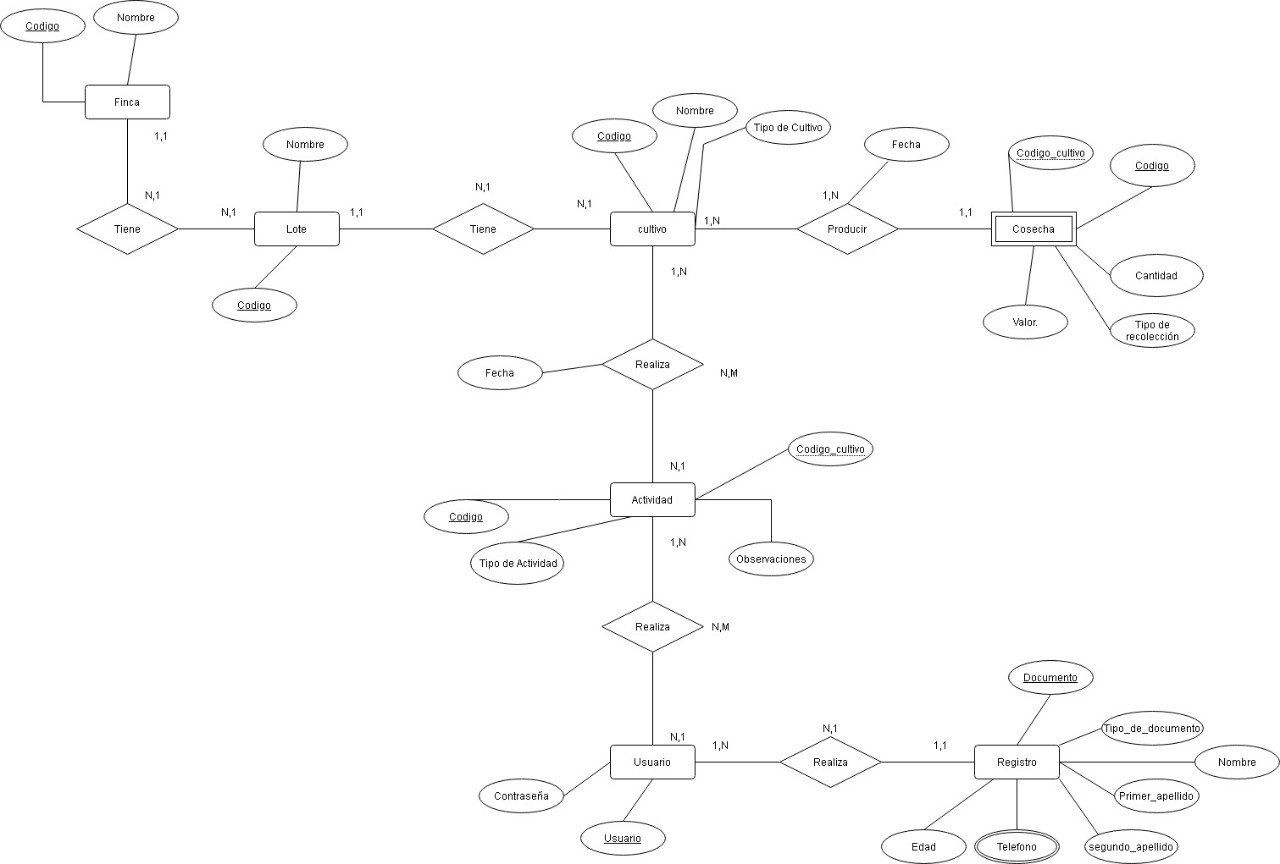 Codigo
Nombre
Finca
1,1
N,1
Tiene
N,1
Nombre
Lote
Codigo
1,1
N,1
Tiene
N,1
Codigo
Nombre
Tipo de Cultivo
cultivo
1,N
1,N
Fecha
1,N
Producir
1,1
Codigo_cultivo
Codigo
Cosecha
Cantidad
Valor.
Tipo de
recolección
Fecha
Realiza
N,M
N,1
Codigo_cultivo
Actividad
Codigo
Tipo de Actividad
Observaciones
1,N
Realiza
N,M
N,1
Usuario
Contraseña
Usuario
1,N
N,1
Realiza
1,1
Documento
Tipo_de_documento
Registro
Nombre
Primer_apellido
segundo_apellido
Telefono
Edad